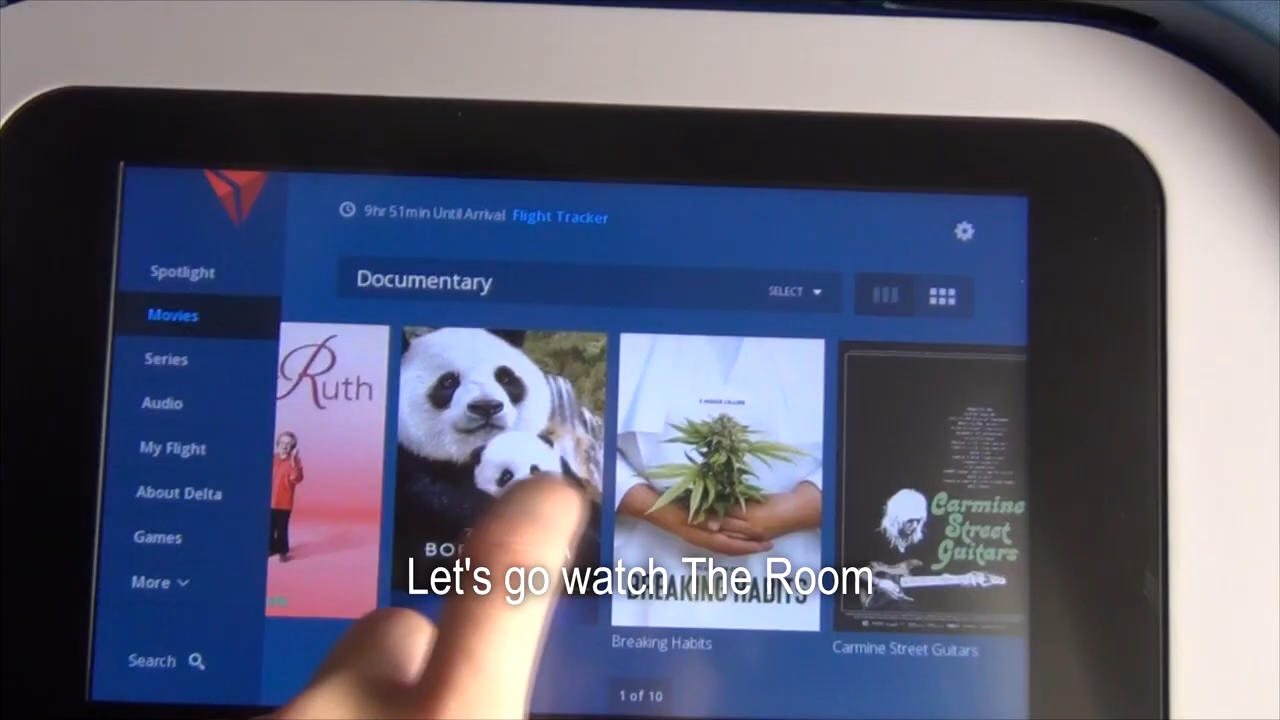 9hr 51min Until Arrival Flight Tracker
Documentary
SELECT
Spotlight
Movies
Series
Audio
My Flight
About Delta
Games
More
Search
Ruth
BO
Let's go watch The Room
BREAKING HABITS
Carmine
Street
Guitars
Breaking Habits
Carmine Street Guitars
1 of 10